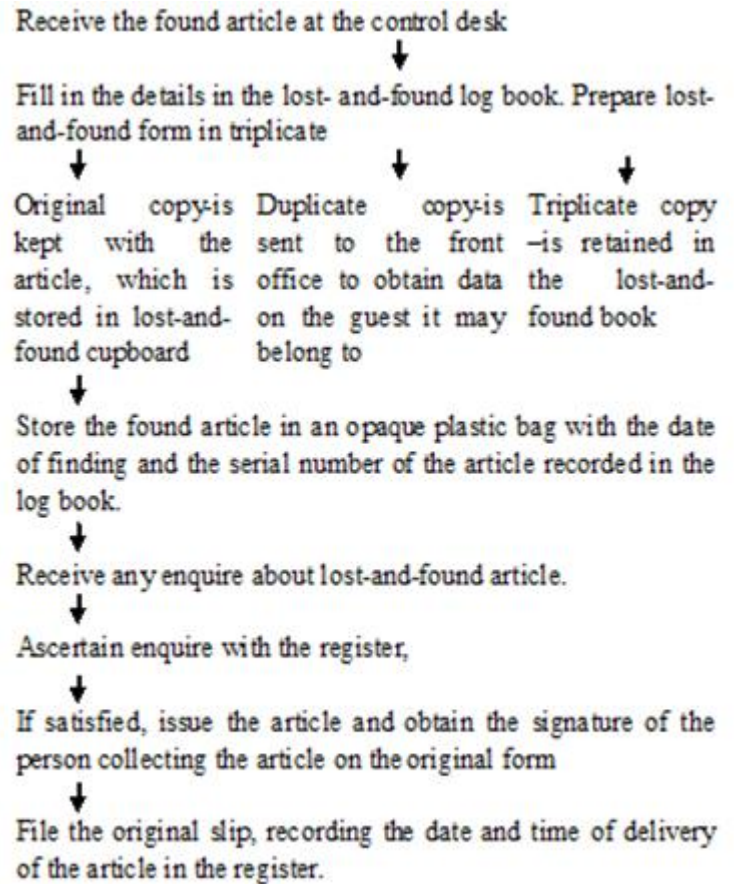 Receive the found article at the control desk
Fill in the details in the lost- and-found log book. Prepare lost-
and-found form in triplicate
Original copy-is
kept with the
article, which is
stored in lost-and-
found cupboard
Duplicate copy-is
sent to the front
office to obtain data
on the guest it may
belong to
Triplicate copy
–is retained in
the lost-and-
found book
Store the found article in an opaque plastic bag with the date
of finding and the serial number of the article recorded in the
log book.
Receive any enquire about lost-and-found article.
Ascertain enquire with the register,
If satisfied, issue the article and obtain the signature of the
person collecting the article on the original form
File the original slip, recording the date and time of delivery
of the article in the register.